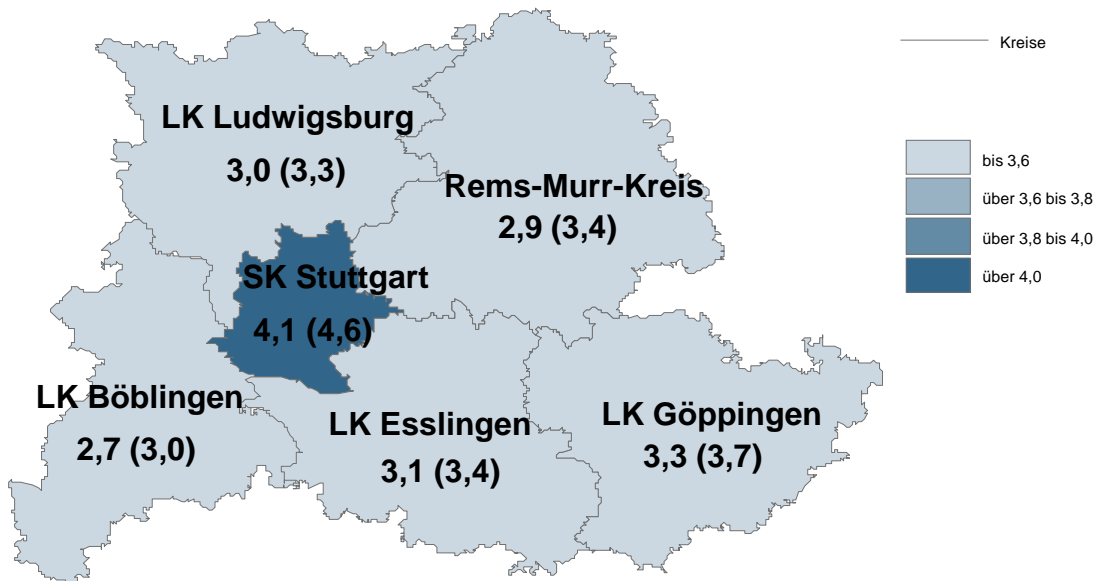 Kreise
LK Ludwigsburg
3,0 (3,3)
Rems-Murr-Kreis
2,9 (3,4)
SK Stuttgart
4,1 (4,6)
LK Böblingen
2,7 (3,0)
LK Esslingen
3,1 (3,4)
LK Göppingen
3,3 (3,7)
bis 3,6
über 3,6 bis 3,8
über 3,8 bis 4,0
über 4,0